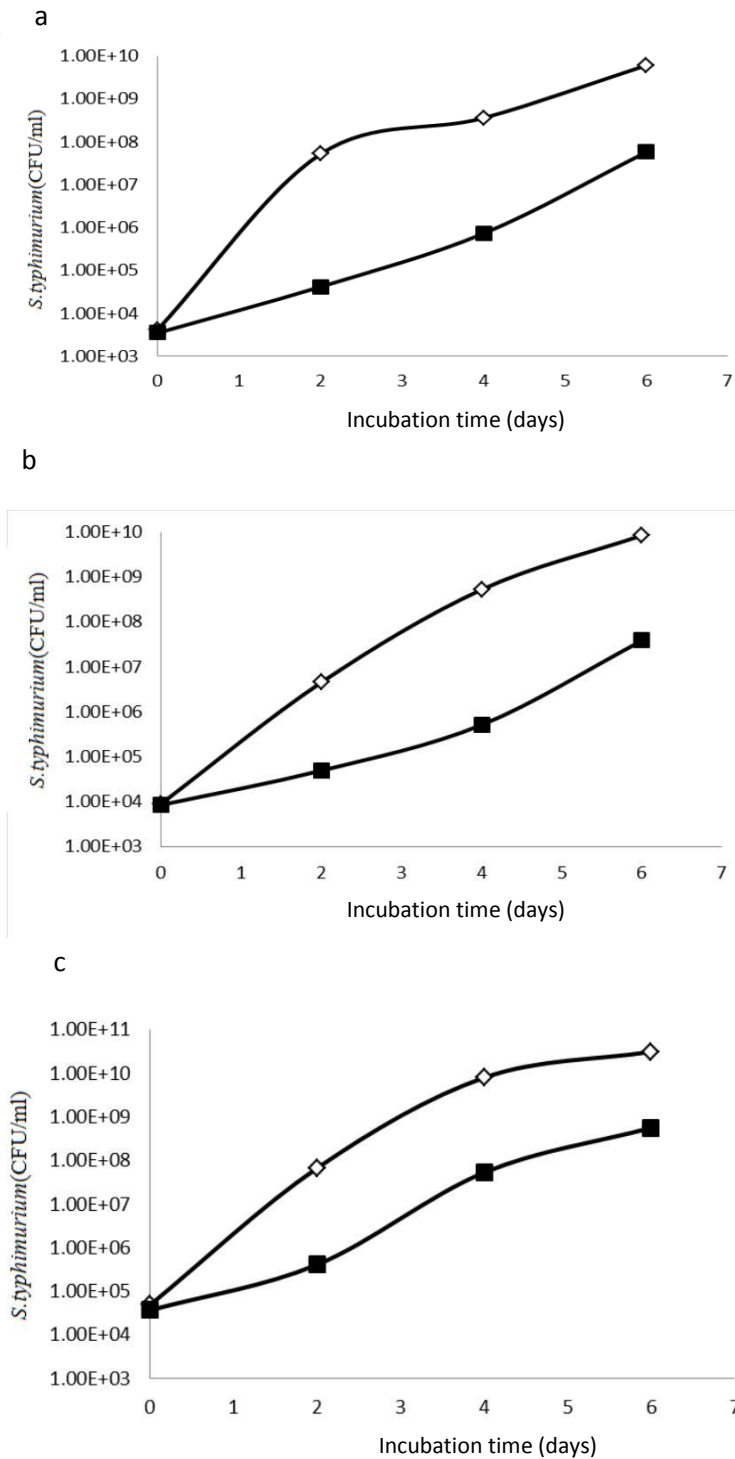 a
1.00E+10
1.00E+09
1.00E+08
1.00E+07
1.00E+06
1.00E+05
1.00E+04
1.00E+03
S.typhimurium(CFU/ml)
0 1 2 3 4 5 6 7
Incubation time (days)
b
1.00E+10
1.00E+09
1.00E+08
1.00E+07
1.00E+06
1.00E+05
1.00E+04
1.00E+03
S.typhimurium(CFU/ml)
0 1 2 3 4 5 6 7
Incubation time (days)
c
1.00E+11
1.00E+10
1.00E+09
1.00E+08
1.00E+07
1.00E+06
1.00E+05
1.00E+04
1.00E+03
S.typhimurium(CFU/ml)
0 1 2 3 4 5 6 7
Incubation time (days)